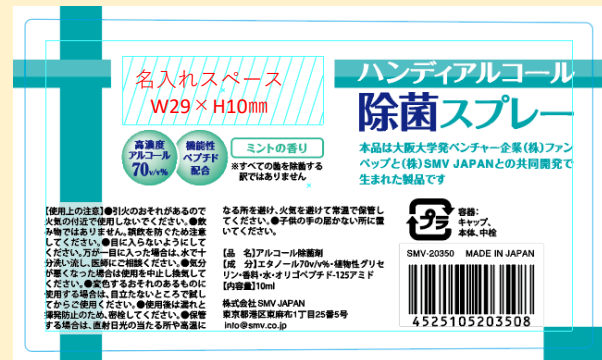 名入れスペース
W29×H10㎜
ハンディアルコール
除菌スプレー
高濃度
アルコール
70v/v%
機能性
ペプチド
配合
ミントの香り
※すべての菌を除菌する
訳ではありません
本品は大阪大学発ベンチャー企業(株)ファン
ペップと(株)SMV JAPANとの共同開発で
生まれた製品です
【使用上の注意】●引火のおそれがあるので
火気の付近で使用しないでください。●飲
み物ではありません。誤飲を防ぐため注意
してください。●目に入らないようにして
ください。万が一目に入った場合は、水で十
分洗い流し、医師にご相談ください。●気分
が悪くなった場合は使用を中止し換気して
ください。●変色するおそれのあるものに
使用する場合は、目立たないところで試し
てからご使用ください。●使用後は漏れと
揮発防止のため、密栓してください。●保管
する場合は、直射日光の当たる所や高温に
なる所を避け、火気を避けて常温で保管し
てください。●子供の手の届かない所に置
いてください。
【品　名】アルコール除菌剤
【成　分】エタノール70v/v%・植物性グリセ
リン・香料・水・オリゴペプチド-125アミド
【内容量】10ml
株式会社SMV JAPAN
東京都港区東麻布1丁目25番5号
info@smv.co.jp
プラ
容器:
キャップ、
本体、中栓
SMV-20350 MADE IN JAPAN
4525105203508